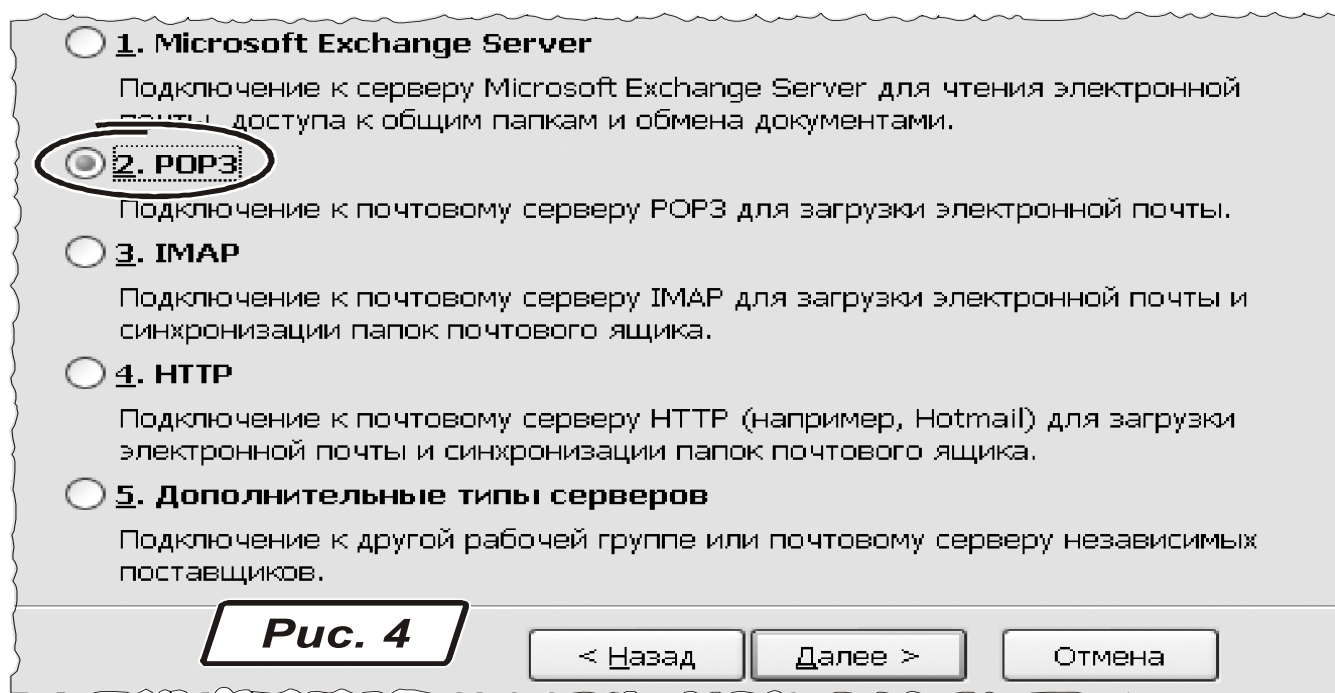 1. Microsoft Exchange Server
Подключение к серверу Microsoft Exchange Server для чтения электронной
почты, доступа к общим папкам и обмена документами.
2. POP3
Подключение к почтовому серверу POP3 для загрузки электронной почты.
3. IMAP
Подключение к почтовому серверу IMAP для загрузки электронной почты и
синхронизации папок почтового ящика.
4. HTTP
Подключение к почтовому серверу HTTP (например, Hotmail) для загрузки
электронной почты и синхронизации папок почтового ящика.
5. Дополнительные типы серверов
Подключение к другой рабочей группе или почтовому серверу независимых
поставщиков.
Рис. 4
< Назад Далее > Отмена